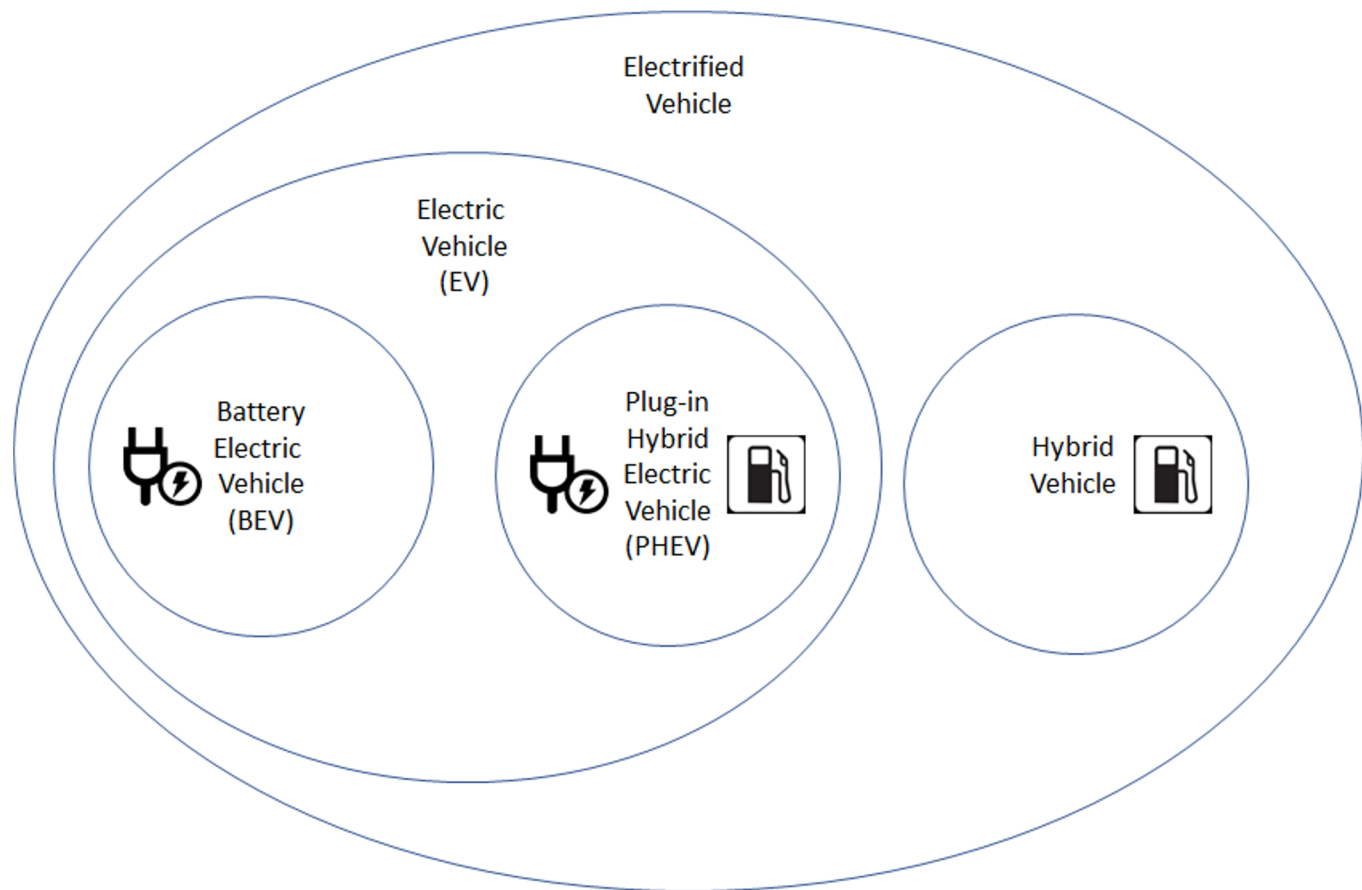 Electrified
Vehicle
Electric
Vehicle
(EV)
Battery
Electric
Vehicle
(BEV)
Plug-in
Hybrid
Electric
Vehicle
(PHEV)
Hybrid
Vehicle